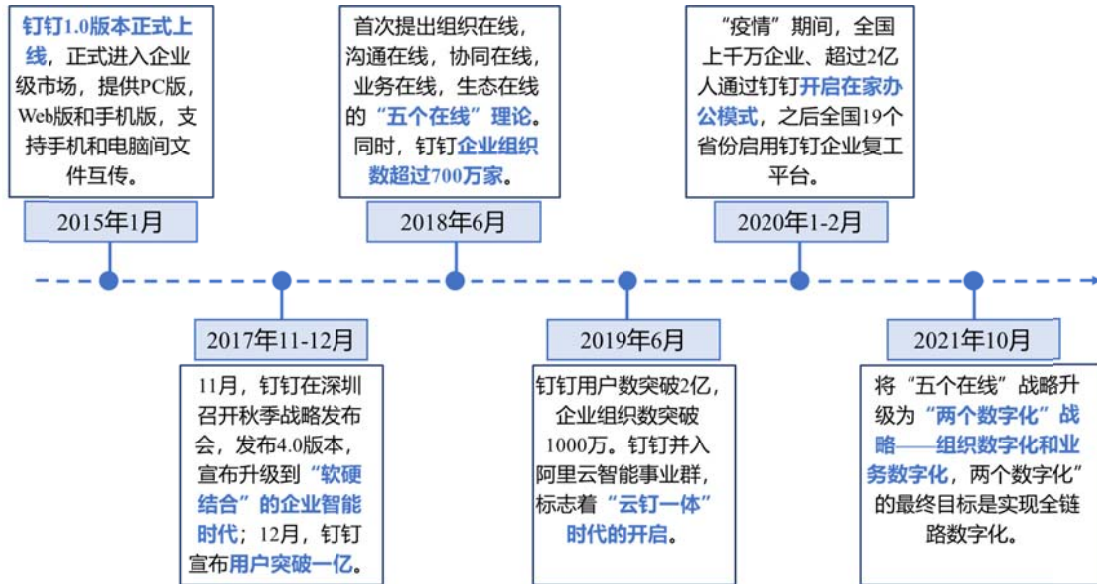 钉钉1.0版本正式上
线，正式进入企业
级市场，提供PC版，
Web版和手机版，支
持手机和电脑间文
件互传。
2015年1月
首次提出组织在线，
沟通在线，协同在线，
业务在线，生态在线
的“五个在线”理论。
同时，钉钉企业组织
数超过700万家。
2018年6月
“疫情”期间，全国
上千万企业、超过2亿
人通过钉钉开启在家办
公模式，之后全国19个
省份启用钉钉企业复工
平台。
2020年1-2月
2017年11-12月
11月，钉钉在深圳
召开秋季战略发布
会，发布4.0版本，
宣布升级到“软硬
结合”的企业智能
时代；12月，钉钉
宣布用户突破一亿。
2019年6月
钉钉用户数突破2亿，
企业组织数突破
1000万。钉钉并入
阿里云智能事业群，
标志着“云钉一体”
时代的开启。
2021年10月
将“五个在线”战略升
级为“两个数字化”战
略——组织数字化和业
务数字化，两个数字化”
的最终目标是实现全链
路数字化。